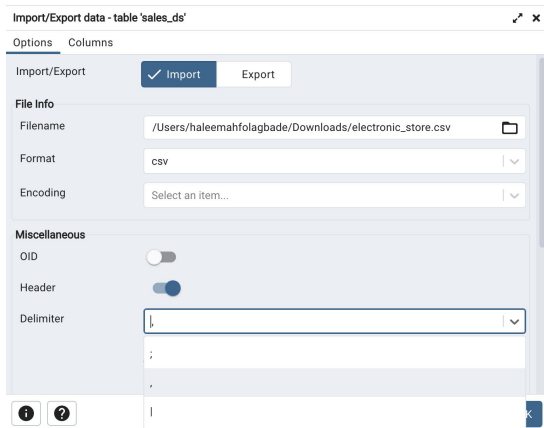 Import/Export data - table 'sales_ds'
Options Columns
Import/Export Import Export
File Info
Filename /Users/haleemahfolagbade/Downloads/electronic_store.csv
Format csv
Encoding Select an item...
Miscellaneous
OID
Header
Delimiter ,
;
,
|
K